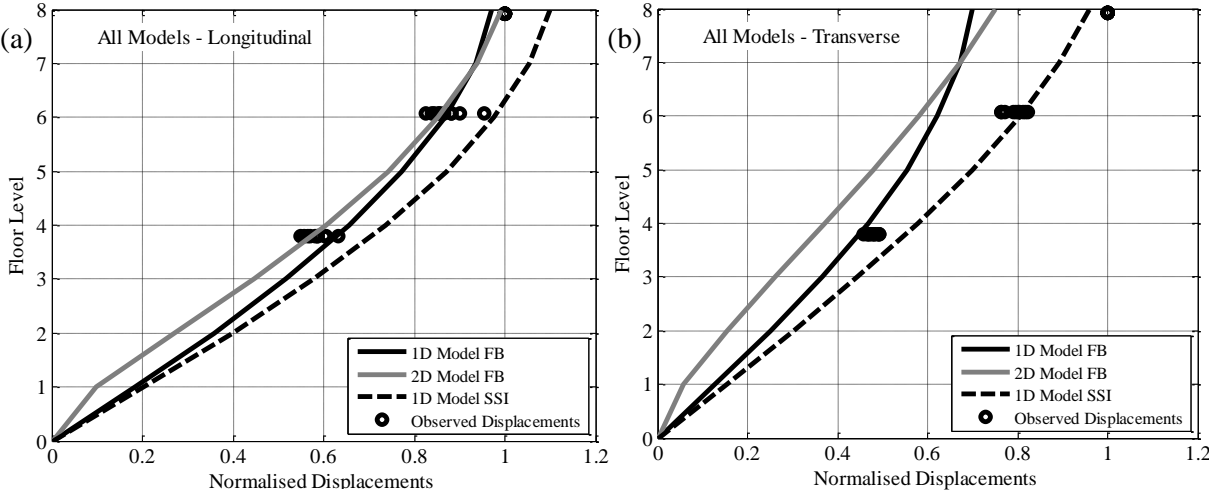 (a)
All Models - Longitudinal
8
7
6
5
4
3
2
1
0
Floor Level
1D Model FB
2D Model FB
1D Model SSI
Observed Displacements
0 0.2 0.4 0.6 0.8 1 1.2
Normalised Displacements
(b)
All Models - Transverse
8
7
6
5
4
3
2
1
0
Floor Level
1D Model FB
2D Model FB
1D Model SSI
Observed Displacements
0 0.2 0.4 0.6 0.8 1 1.2
Normalised Displacements